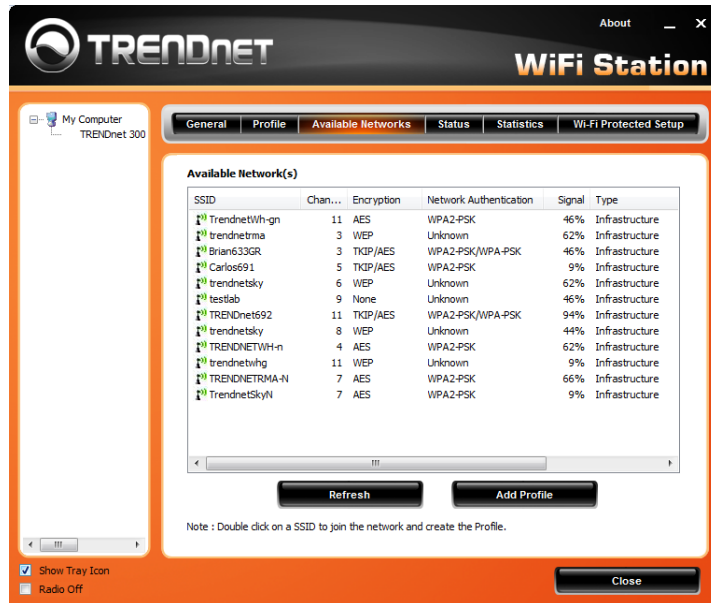 TRENDNET
About
WiFi Station
My Computer
TRENDnet 300
General Profile Available Networks Status Statistics Wi-Fi Protected Setup
Available Network(s)
SSID Chan... Encryption Network Authentication Signal Type
TrendnetWh-gn 11 AES WPA2-PSK 46% Infrastructure
trendnetrma 3 WEP Unknown 62% Infrastructure
Brian633GR 3 TKIP/AES WPA2-PSK/WPA-PSK 46% Infrastructure
Carlos691 5 TKIP/AES WPA2-PSK 9% Infrastructure
trendnetsky 6 WEP Unknown 62% Infrastructure
testlab 9 None Unknown 46% Infrastructure
TRENDnet692 11 TKIP/AES WPA2-PSK/WPA-PSK 94% Infrastructure
trendnetsky 8 WEP Unknown 44% Infrastructure
TRENDNETWH-n 4 AES WPA2-PSK 62% Infrastructure
trendnetwhg 11 WEP Unknown 9% Infrastructure
TRENDNETRMA-N 7 AES WPA2-PSK 66% Infrastructure
TrendnetSkyN 7 AES WPA2-PSK 9% Infrastructure
Refresh Add Profile
Note : Double click on a SSID to join the network and create the Profile.
Show Tray Icon
Radio Off
Close